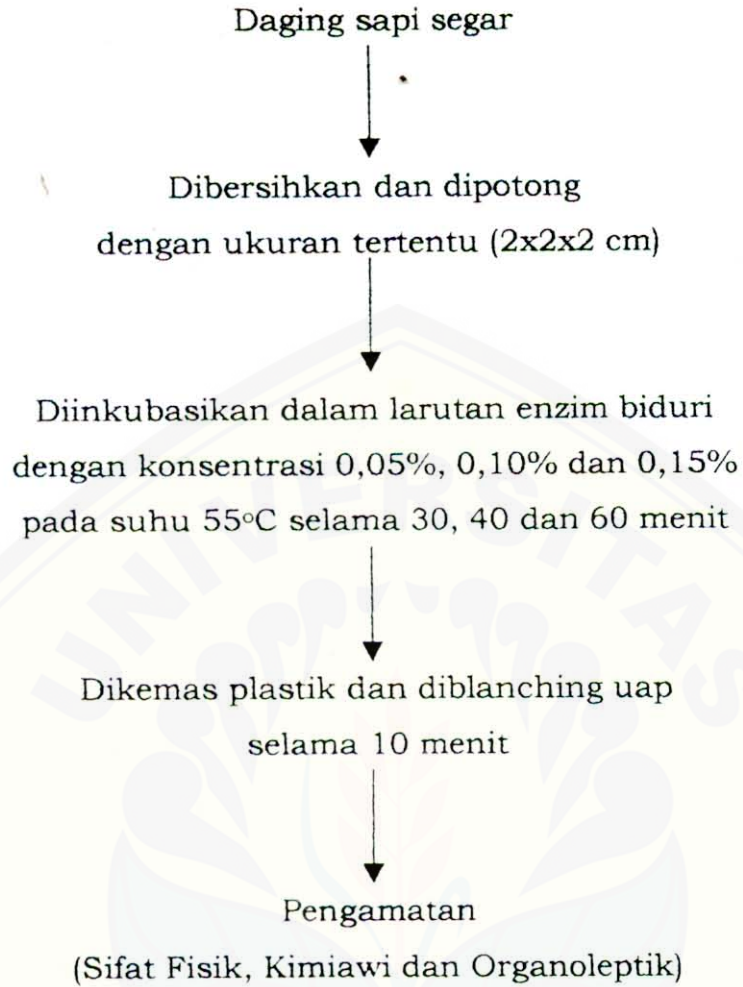 Daging sapi segar
Dibersihkan dan dipotong
dengan ukuran tertentu (2x2x2 cm)
Diinkubasikan dalam larutan enzim biduri
dengan konsentrasi 0,05%, 0,10% dan 0,15%
pada suhu 55°C selama 30, 40 dan 60 menit
Dikemas plastik dan diblanching uap
selama 10 menit
Pengamatan
(Sifat Fisik, Kimiawi dan Organoleptik)
UNIVERSITAS